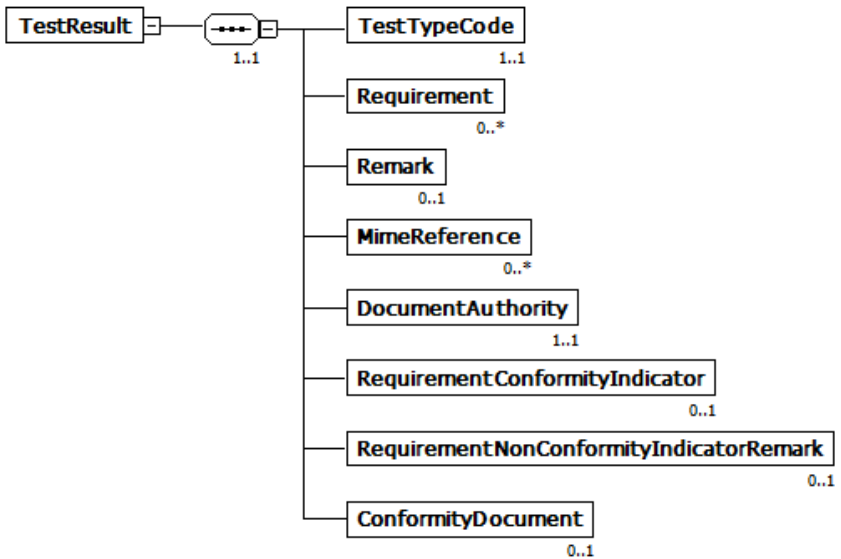 TestResult
1..1
TestTypeCode
1..1
Requirement
0..*
Remark
0..1
MimeReference
0..*
DocumentAuthority
1..1
RequirementConformityIndicator
0..1
RequirementNonConformityIndicatorRemark
0..1
ConformityDocument
0..1